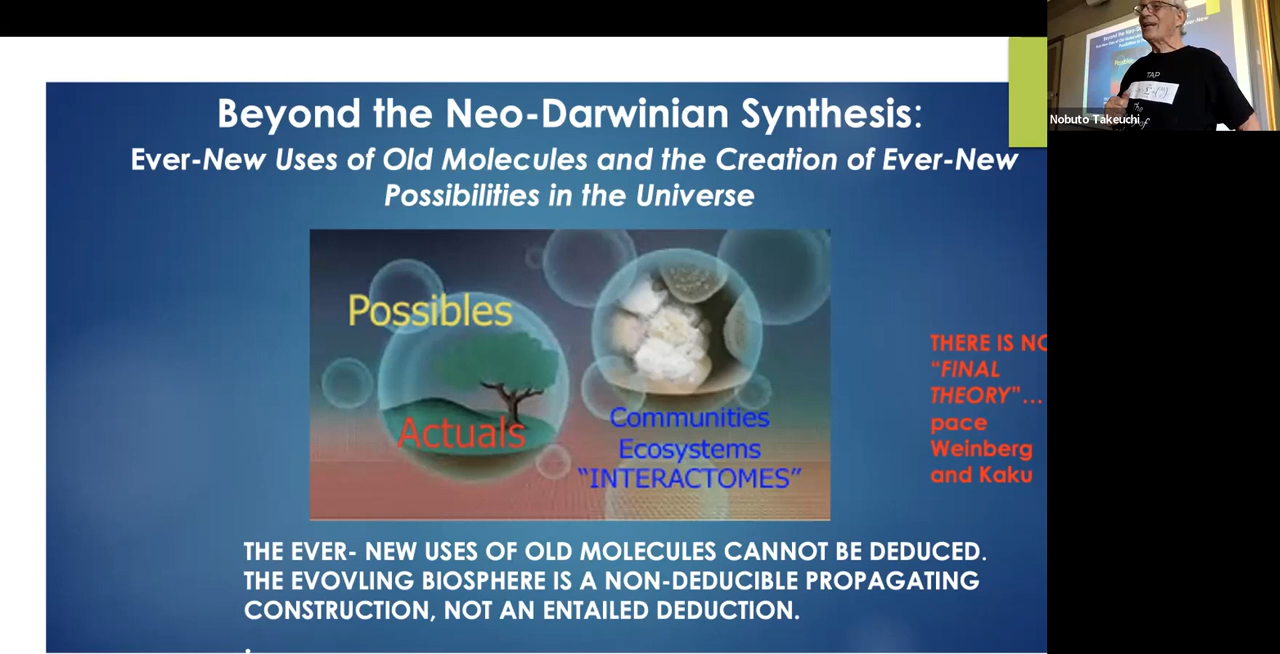 Beyond the Neo-Darwinian Synthesis:
Ever-New Uses of Old Molecules and the Creation of Ever-New
Possibilities in the Universe
Possibles
Actuals
Communities
Ecosystems
“INTERACTOMES”
THERE IS NO
“FINAL
THEORY”...
pace
Weinberg
and Kaku
THE EVER- NEW USES OF OLD MOLECULES CANNOT BE DEDUCED.
THE EVOVLING BIOSPHERE IS A NON-DEDUCIBLE PROPAGATING
CONSTRUCTION, NOT AN ENTAILED DEDUCTION.
.
TAP
the
Nobuto Takeuchi